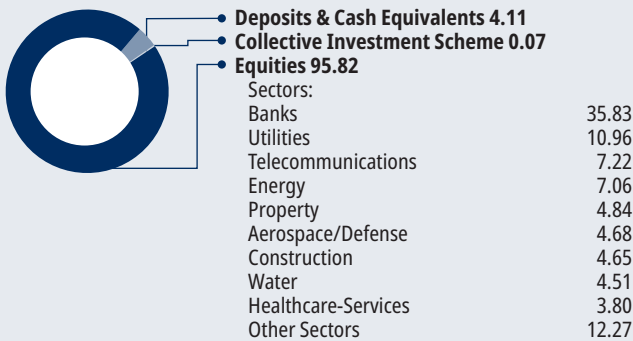 Deposits & Cash Equivalents 4.11
Collective Investment Scheme 0.07
Equities 95.82
Sectors:
Banks 35.83
Utilities 10.96
Telecommunications 7.22
Energy 7.06
Property 4.84
Aerospace/Defense 4.68
Construction 4.65
Water 4.51
Healthcare-Services 3.80
Other Sectors 12.27